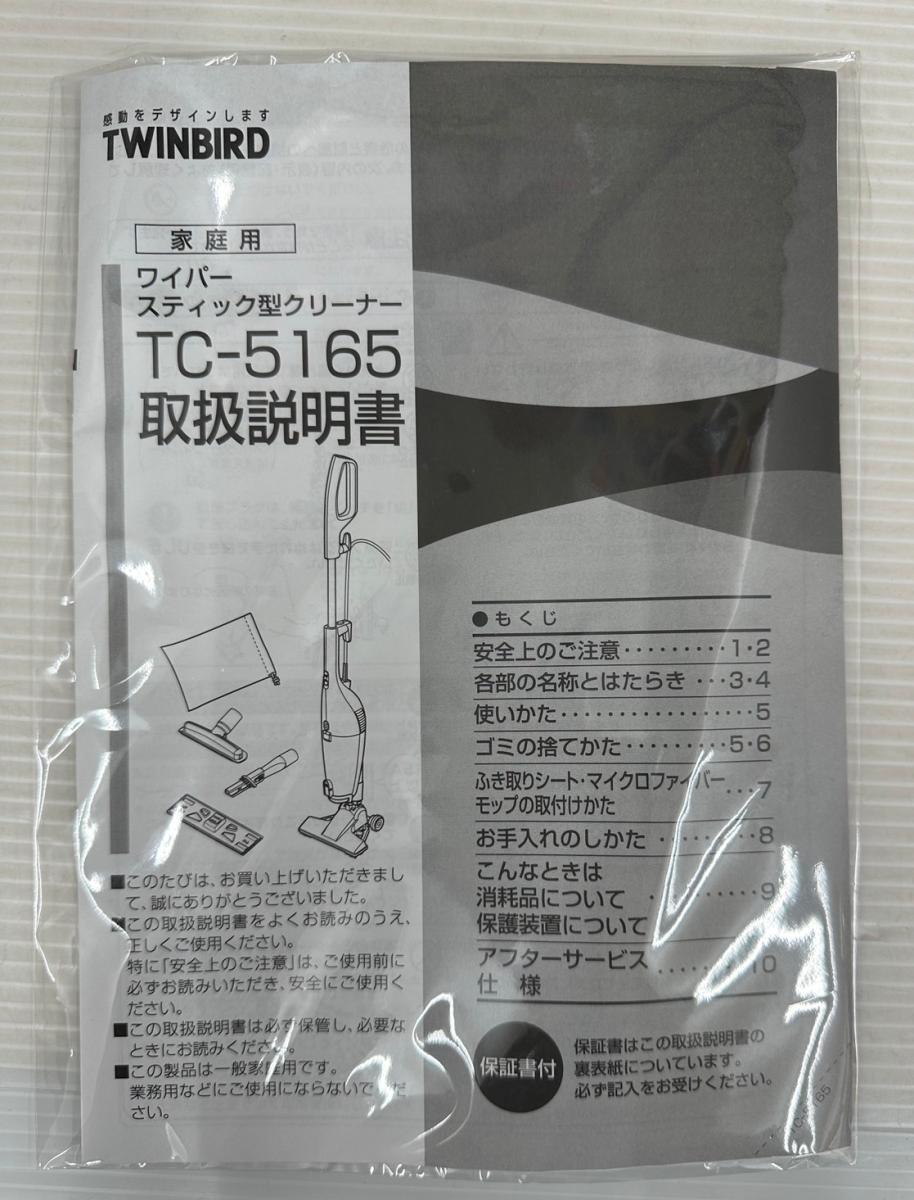 感動をデザインします
TWINBIRD
家庭用
ワイパー
スティック型クリーナー
TC-5165
取扱説明書
■このたびは、お買い上げいただきまし
て、誠にありがとうございました。
■この取扱説明書をよくお読みのうえ、
正しくご使用ください。
特に「安全上のご注意」は、ご使用前に
必ずお読みいただき、安全にご使用く
ださい。
■この取扱説明書は必ず保管し、必要な
ときにお読みください。
■この製品は一般家庭用です。
業務用などにご使用にならないでくだ
さい。
●もくじ
安全上のご注意・・・・・・・・・1・2
各部の名称とはたらき・・・3・4
使いかた・・・・・・・・・・・・・・・・・5
ゴミの捨てかた・・・・・・・・・5・6
ふき取りシート・マイクロファイバー
モップの取付けかた・・・7
お手入れのしかた・・・・・・・・8
こんなときは
消耗品について・・・・・・・・・9
保護装置について
アフターサービス・・・・・・・10
仕様
保証書付
保証書はこの取扱説明書の
裏表紙についています。
必ず記入をお受けください。
TC-5165